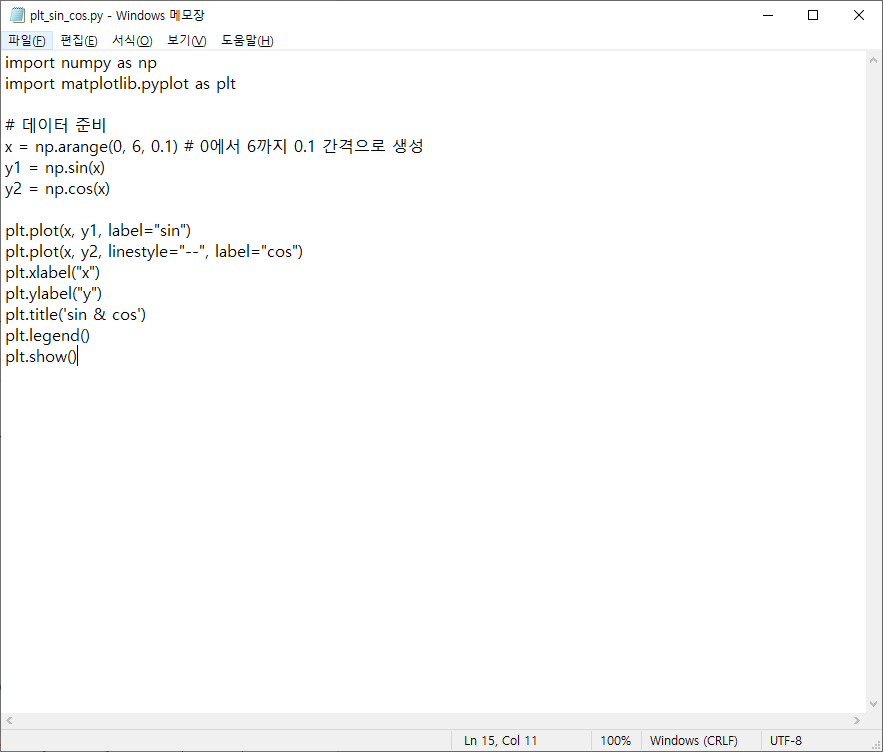 plt_sin_cos.py - Windows 메모장
파일(F) 편집(E) 서식(O) 보기(V) 도움말(H)
import numpy as np
import matplotlib.pyplot as plt
# 데이터 준비
x = np.arange(0, 6, 0.1) # 0에서 6까지 0.1 간격으로 생성
y1 = np.sin(x)
y2 = np.cos(x)
plt.plot(x, y1, label="sin")
plt.plot(x, y2, linestyle="--", label="cos")
plt.xlabel("x")
plt.ylabel("y")
plt.title('sin & cos')
plt.legend()
plt.show()
Ln 15, Col 11 100% Windows (CRLF) UTF-8